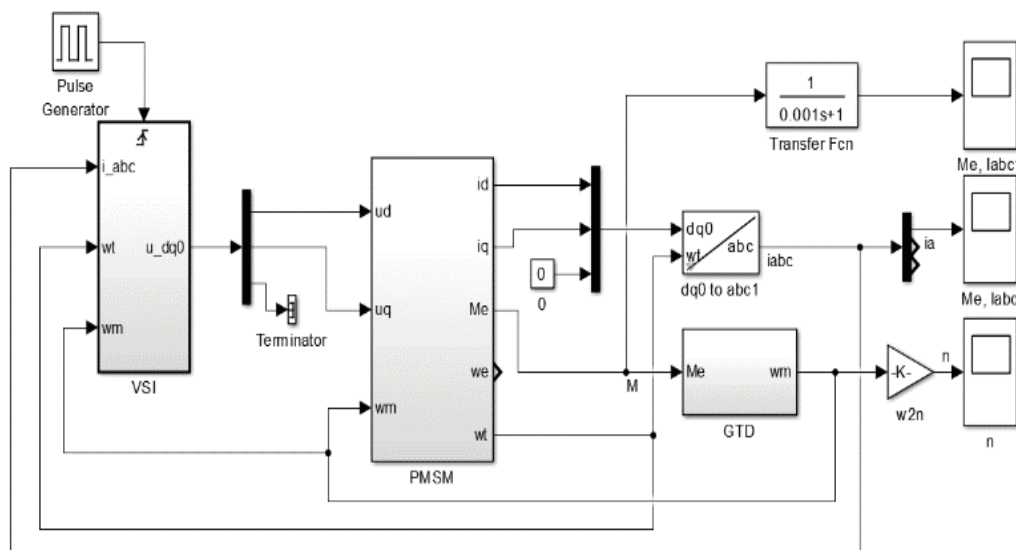 Pulse
Generator
i_abc
wt
wm
u_dq0
VSI
Terminator
ud
uq
wm
id
iq
Me
we
wt
PMSM
0
0
dq0
wt
abc
dq0 to abc1
iabc
1
0.001s+1
Transfer Fcn
M
Me
wm
GTD
-K-
w2n
n
ia
Me, Iabc
Me, Iabc
n